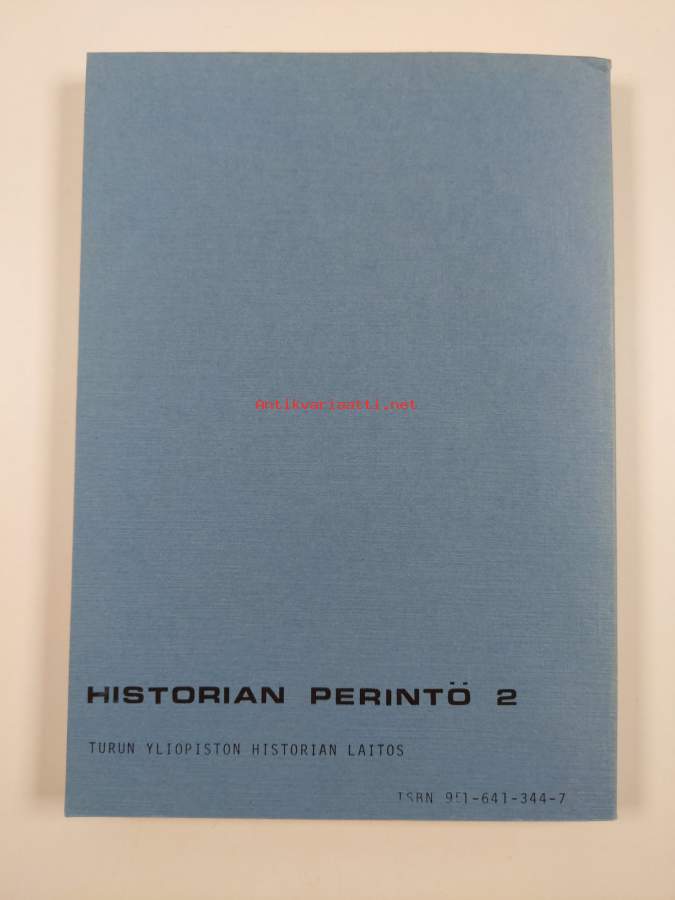 Antikvariaatti.net
HISTORIAN PERINTÖ 2
TURUN YLIOPISTON HISTORIAN LAITOS
ISBN 951-641-344-7